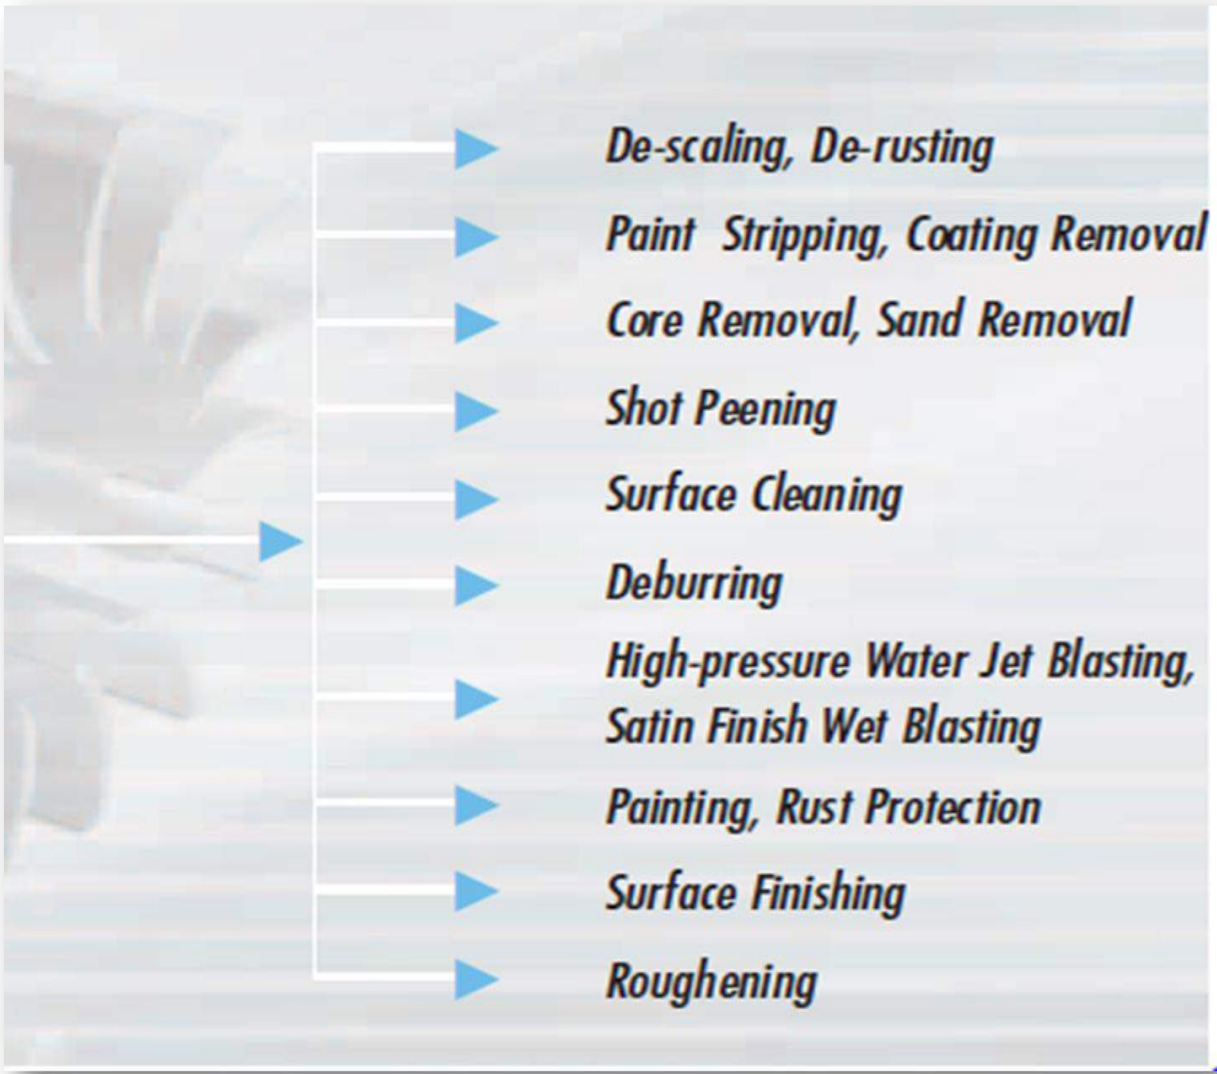 De-scaling, De-rusting
Paint Stripping, Coating Removal
Core Removal, Sand Removal
Shot Peening
Surface Cleaning
Deburring
High-pressure Water Jet Blasting,
Satin Finish Wet Blasting
Painting, Rust Protection
Surface Finishing
Roughening